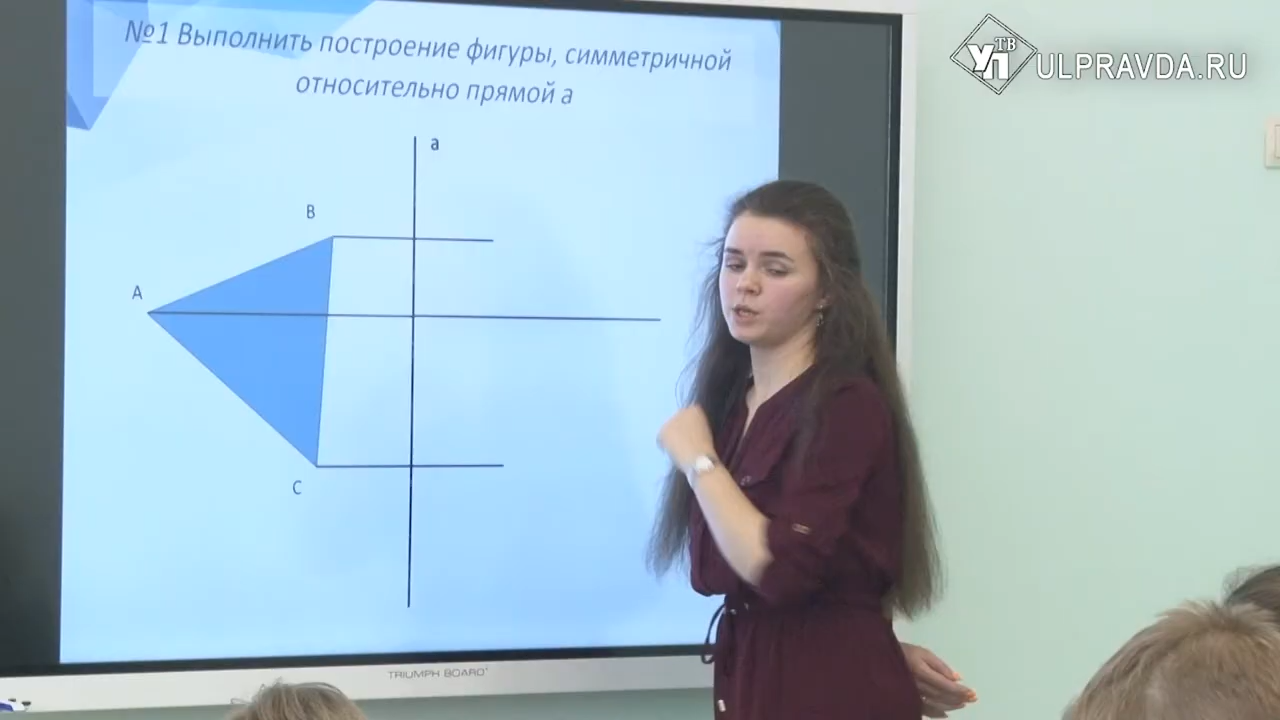 №1 Выполнить построение фигуры, симметричной
относительно прямой а
а
В
А
С
TRIUMPH BOARD
УП ТВ
ULPRAVDA.RU